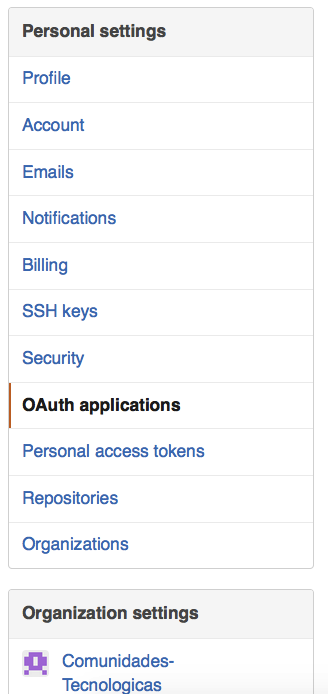 Personal settings
Profile
Account
Emails
Notifications
Billing
SSH keys
Security
OAuth applications
Personal access tokens
Repositories
Organizations
Organization settings
Comunidades-
Tecnologicas